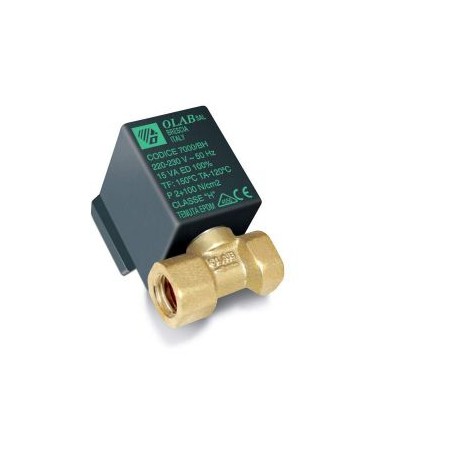 OLAB SRL
BRESCIA
ITALY
CODICE 7000/BH
220-230 V ~ 50 Hz
15 VA ED 100%
TF: 150°C TA-120°C
P 2÷100 N/cm2
CLASSE "H"
TENUTA EPDM CE
OLAB